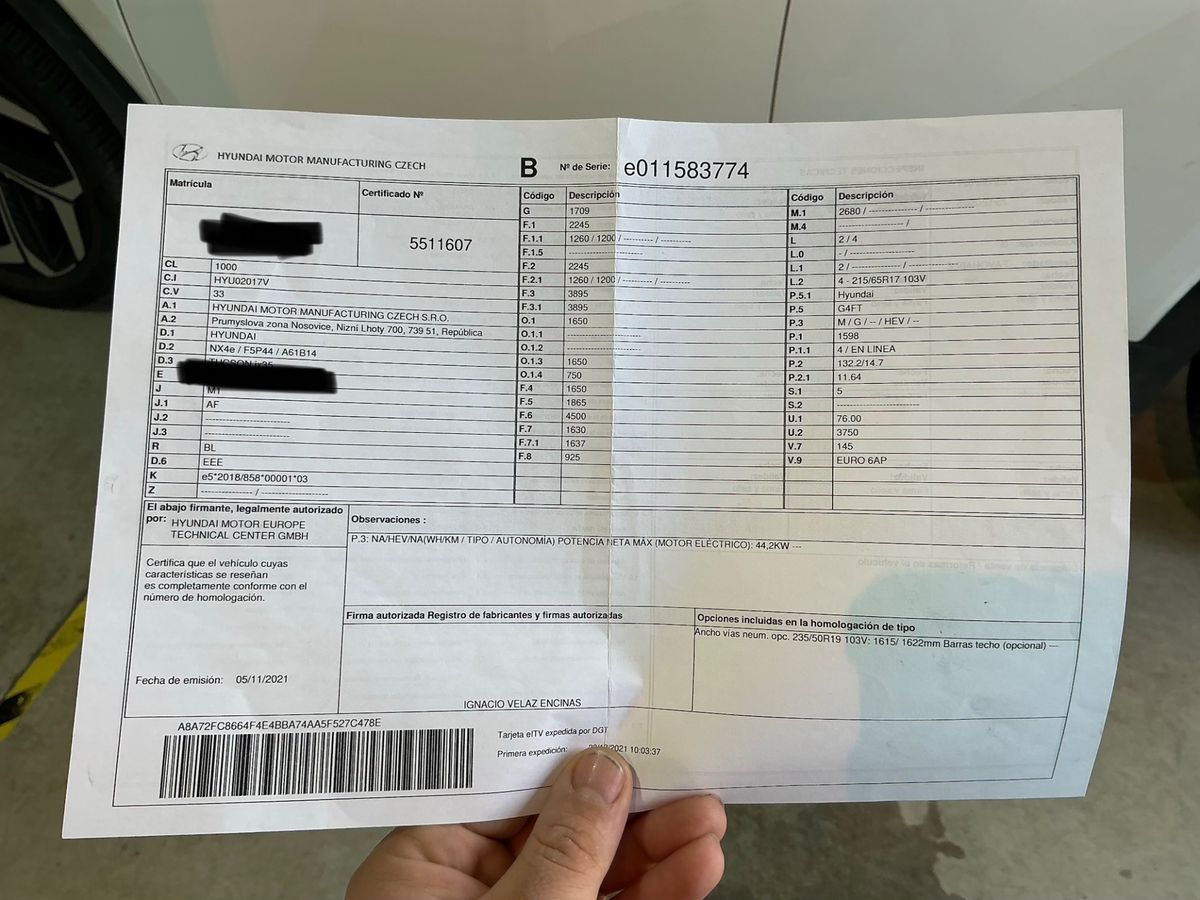 HYUNDAI MOTOR MANUFACTURING CZECH
B Nº de Serie: e011583774
Matrícula
Certificado Nº
5511607
CL 1000
C.I HYU02017V
C.V 33
A.1 HYUNDAI MOTOR MANUFACTURING CZECH S.R.O.
A.2 Prumyslova zona Nosovice, Nizni Lhoty 700, 739 51, República
D.1 HYUNDAI
D.2 NX4e / F5P44 / A61B14
D.3
E
J M1
J.1 AF
J.2 --------------------
J.3 --------------------
R BL
D.6 EEE
K e5*2018/858*00001*03
Z ------------ / ----------------
Código Descripción
G 1709
F.1 2245
F.1.1 1260 / 1200 / ---------- / ----------
F.1.5 --------------------
F.2 2245
F.2.1 1260 / 1200 / ---------- / ----------
F.3 3895
F.3.1 3895
O.1 1650
O.1.1 --------------------
O.1.2 --------------------
O.1.3 1650
O.1.4 750
F.4 1650
F.5 1865
F.6 4500
F.7 1630
F.7.1 1637
F.8 925
Código Descripción
M.1 2680 / ------------ / ------------
M.4 ------------------ /
L 2 / 4
L.0 - / --------------------
L.1 2 / ------------- / -------------
L.2 4 - 215/65R17 103V
P.5.1 Hyundai
P.5 G4FT
P.3 M / G / -- / HEV / --
P.1 1598
P.1.1 4 / EN LINEA
P.2 132.2/14.7
P.2.1 11.64
S.1 5
S.2 --------------------
U.1 76.00
U.2 3750
V.7 145
V.9 EURO 6AP
El abajo firmante, legalmente autorizado
por: HYUNDAI MOTOR EUROPE
TECHNICAL CENTER GMBH
Certifica que el vehículo cuyas
características se reseñan
es completamente conforme con el
número de homologación.
Fecha de emisión: 05/11/2021
Observaciones :
P.3: NA/HEV/NA(WH/KM / TIPO / AUTONOMÍA) POTENCIA NETA MÁX (MOTOR ELÉCTRICO): 44,2KW ---
Firma autorizada Registro de fabricantes y firmas autorizadas
IGNACIO VELAZ ENCINAS
Opciones incluidas en la homologación de tipo
Ancho vías neum. opc. 235/50R19 103V: 1615/ 1622mm Barras techo (opcional) ---
A8A72FC8664F4E4BBA74AA5F527C478E
Tarjeta eITV expedida por DGT
Primera expedición: 2021 10:03:37